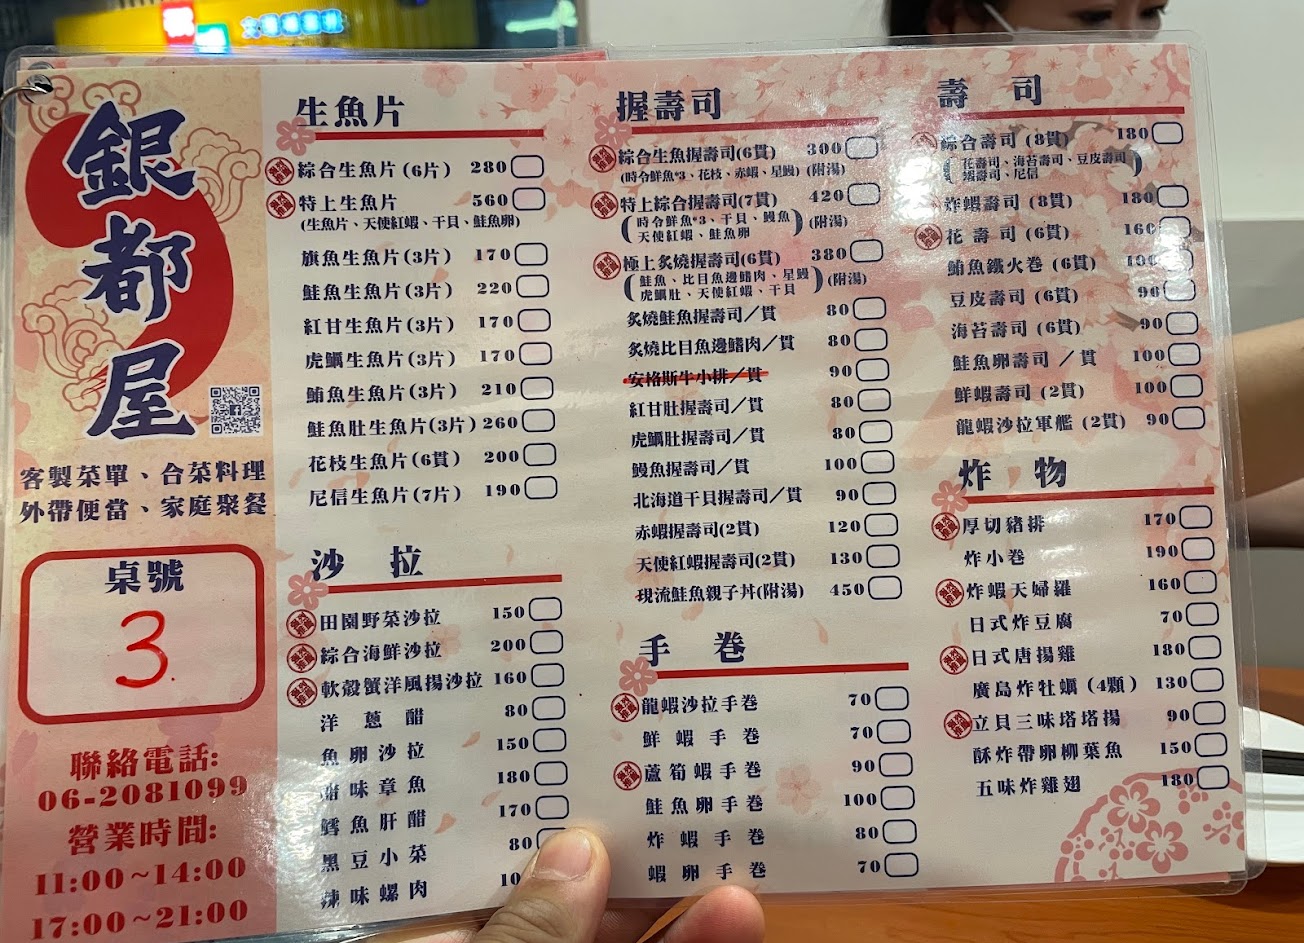 銀都屋
客製菜單、合菜料理
外帶便當、家庭聚餐
桌號
3.
聯絡電話:
06-2081099
營業時間:
11:00~14:00
17:00~21:00
生魚片
綜合生魚片(6片) 280
特上生魚片 560
(生魚片、天使紅蝦、干貝、鮭魚卵)
旗魚生魚片(3片) 170
鮭魚生魚片(3片) 220
紅甘生魚片(3片) 170
虎鯛生魚片(3片) 170
鮪魚生魚片(3片) 210
鮭魚肚生魚片(3片) 260
花枝生魚片(6貫) 200
尼信生魚片(7片) 190
沙拉
田園野菜沙拉 150
綜合海鮮沙拉 200
軟殼蟹洋風揚沙拉 160
洋蔥醋 80
魚卵沙拉 150
味章魚 180
鱈魚肝醋 170
黑豆小菜 80
辣味螺肉 10
握壽司
綜合生魚握壽司(6貫) 300
(時令鮮魚*3、花枝、赤蝦、星鰻) (附湯)
特上綜合握壽司(7貫) 420
(時令鮮魚*3、干貝、鰻魚
天使紅蝦、鮭魚卵) (附湯)
極上炙燒握壽司(6貫) 380
(鮭魚、比目魚邊鰭肉、星鰻
虎鯛肚、天使紅蝦、干貝) (附湯)
炙燒鮭魚握壽司／貫 80
炙燒比目魚邊鰭肉／貫 80
安格斯牛小排／貫 90
紅甘肚握壽司／貫 80
虎鯛肚握壽司／貫 80
鰻魚握壽司／貫 100
北海道干貝握壽司／貫 90
赤蝦握壽司(2貫) 120
天使紅蝦握壽司(2貫) 130
現流鮭魚親子丼(附湯) 450
手卷
龍蝦沙拉手卷 70
鮮蝦手卷 70
蘆筍蝦手卷 90
鮭魚卵手卷 100
炸蝦手卷 80
蝦卵手卷 70
壽司
綜合壽司(8貫) 180
(花壽司、海苔壽司、豆皮壽司
蝦壽司、尼信)
炸蝦壽司(8貫) 180
花壽司(6貫) 160
鮪魚鐵火卷(6貫)
豆皮壽司(6貫) 90
海苔壽司(6貫) 90
鮭魚卵壽司／貫 100
鮮蝦壽司(2貫) 100
龍蝦沙拉軍艦(2貫) 90
炸物
厚切豬排 170
炸小卷 190
炸蝦天婦羅 160
日式炸豆腐 70
日式唐揚雞 180
廣島炸牡蠣(4顆) 130
立貝三味塔塔揚 90
酥炸帶卵柳葉魚 150
五味炸雞翅 180